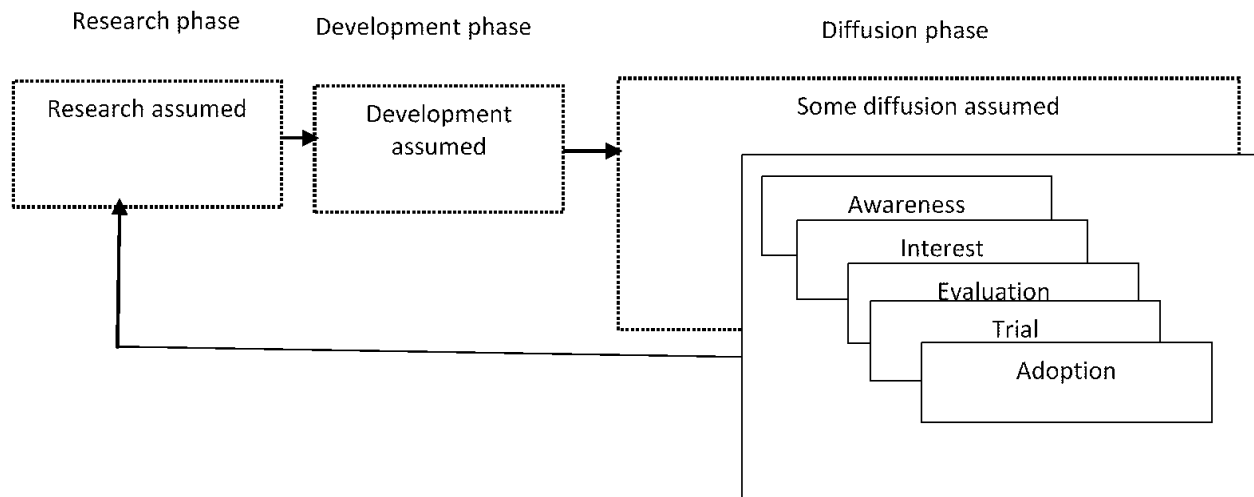 Research phase
Development phase
Diffusion phase
Research assumed
Development
assumed
Some diffusion assumed
Awareness
Interest
Evaluation
Trial
Adoption